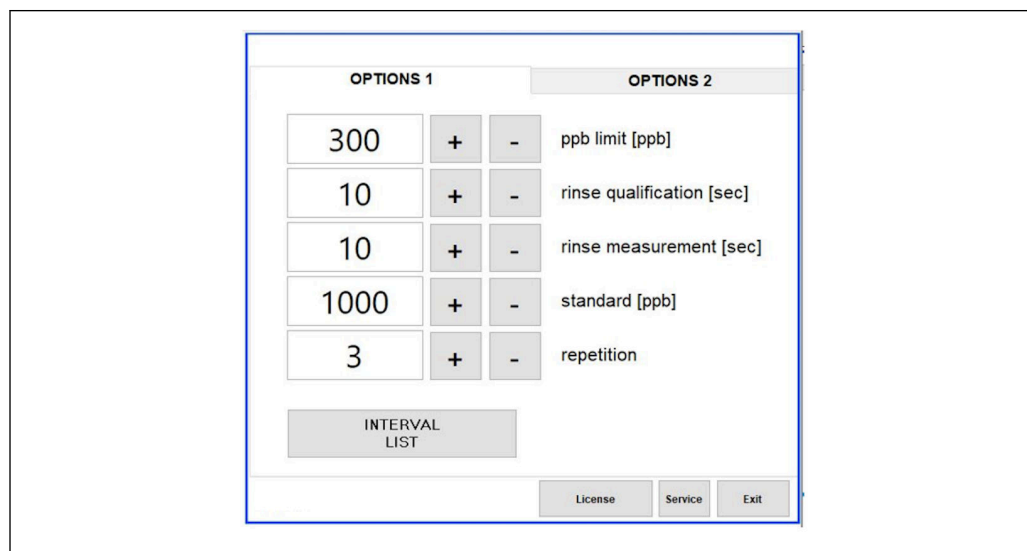 OPTIONS 1 OPTIONS 2
300 + - ppb limit [ppb]
10 + - rinse qualification [sec]
10 + - rinse measurement [sec]
1000 + - standard [ppb]
3 + - repetition
INTERVAL
LIST
License Service Exit